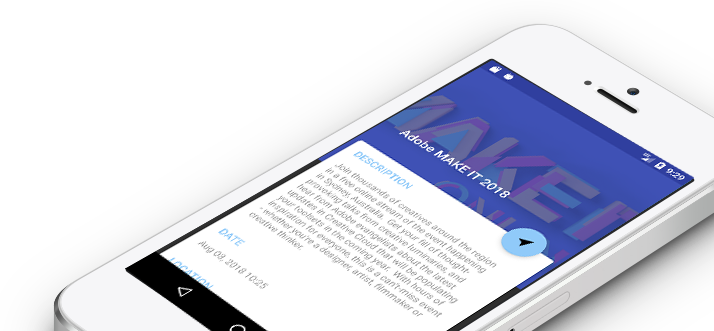 9:29
MAKE IT
Adobe MAKE IT 2018
DESCRIPTION
Join thousands of creatives around the region
in a free online stream of the event happening
in Sydney, Australia. Get your fill of thought-
provoking talks from creative luminaries, and
hear from Adobe evangelists about the latest
updates in Creative Cloud that will be populating
your toolsets in the coming year. With hours of
inspiration for everyone, this is a can't-miss event
- whether you're a designer, artist, filmmaker or
creative thinker.
DATE
Aug 09, 2018 10:25
LOCATION